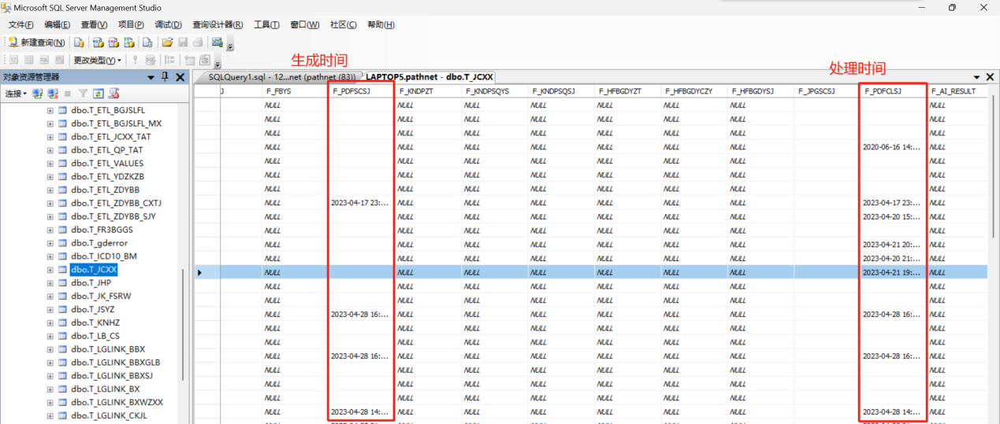 Microsoft SQL Server Management Studio
文件(F) 编辑(E) 查看(V) 项目(P) 调试(D) 查询设计器(R) 工具(T) 窗口(W) 社区(C) 帮助(H)
新建查询(N)
更改类型(Y)
生成时间
处理时间
对象资源管理器
SQLQuery1.sql - 12...net (pathnet (83)) LAPTOP5.pathnet - dbo.T_JCXX
连接
J F_FBYS F_PDFSCSJ F_KNDPZT F_KNDPSQYS F_KNDPSQSJ F_HFBGDYZT F_HFBGDYCZY F_HFBGDYSJ F_JPGSCSJ F_PDFCLSJ F_AI_RESULT
NULL NULL NULL NULL NULL NULL NULL NULL
NULL NULL NULL NULL NULL NULL NULL NULL
NULL NULL NULL NULL NULL NULL NULL NULL
NULL NULL NULL NULL NULL NULL NULL 2020-06-16 14:... NULL
NULL NULL NULL NULL NULL NULL NULL NULL
NULL NULL NULL NULL NULL NULL NULL NULL
NULL NULL NULL NULL NULL NULL NULL NULL
NULL 2023-04-17 23:... NULL NULL NULL NULL NULL NULL 2023-04-17 23:... NULL
NULL NULL NULL NULL NULL NULL NULL 2023-04-20 15:... NULL
NULL NULL NULL NULL NULL NULL NULL NULL
NULL NULL NULL NULL NULL NULL NULL 2023-04-21 20:... NULL
NULL NULL NULL NULL NULL NULL NULL 2023-04-20 21:... NULL
NULL NULL NULL NULL NULL NULL NULL 2023-04-21 19:... NULL
NULL NULL NULL NULL NULL NULL NULL NULL
NULL NULL NULL NULL NULL NULL NULL NULL
NULL 2023-04-28 16:... NULL NULL NULL NULL NULL NULL 2023-04-28 16:... NULL
NULL NULL NULL NULL NULL NULL NULL NULL
NULL NULL NULL NULL NULL NULL NULL NULL
NULL 2023-04-28 16:... NULL NULL NULL NULL NULL NULL 2023-04-28 16:... NULL
NULL NULL NULL NULL NULL NULL NULL NULL
NULL NULL NULL NULL NULL NULL NULL NULL
NULL NULL NULL NULL NULL NULL NULL NULL
NULL 2023-04-28 14:... NULL NULL NULL NULL NULL NULL 2023-04-28 14:... NULL
dbo.T_ETL_BGJSLFL
dbo.T_ETL_BGJSLFL_MX
dbo.T_ETL_JCXX_TAT
dbo.T_ETL_QP_TAT
dbo.T_ETL_VALUES
dbo.T_ETL_YDZKZB
dbo.T_ETL_ZDYBB
dbo.T_ETL_ZDYBB_CXTJ
dbo.T_ETL_ZDYBB_SJY
dbo.T_FR3BGGS
dbo.T_gderror
dbo.T_ICD10_BM
dbo.T_JCXX
dbo.T_JHP
dbo.T_JK_FSRW
dbo.T_JSYZ
dbo.T_KNHZ
dbo.T_LB_CS
dbo.T_LGLINK_BBX
dbo.T_LGLINK_BBXGLB
dbo.T_LGLINK_BBXSJ
dbo.T_LGLINK_BX
dbo.T_LGLINK_BXWZXX
dbo.T_LGLINK_CKJL